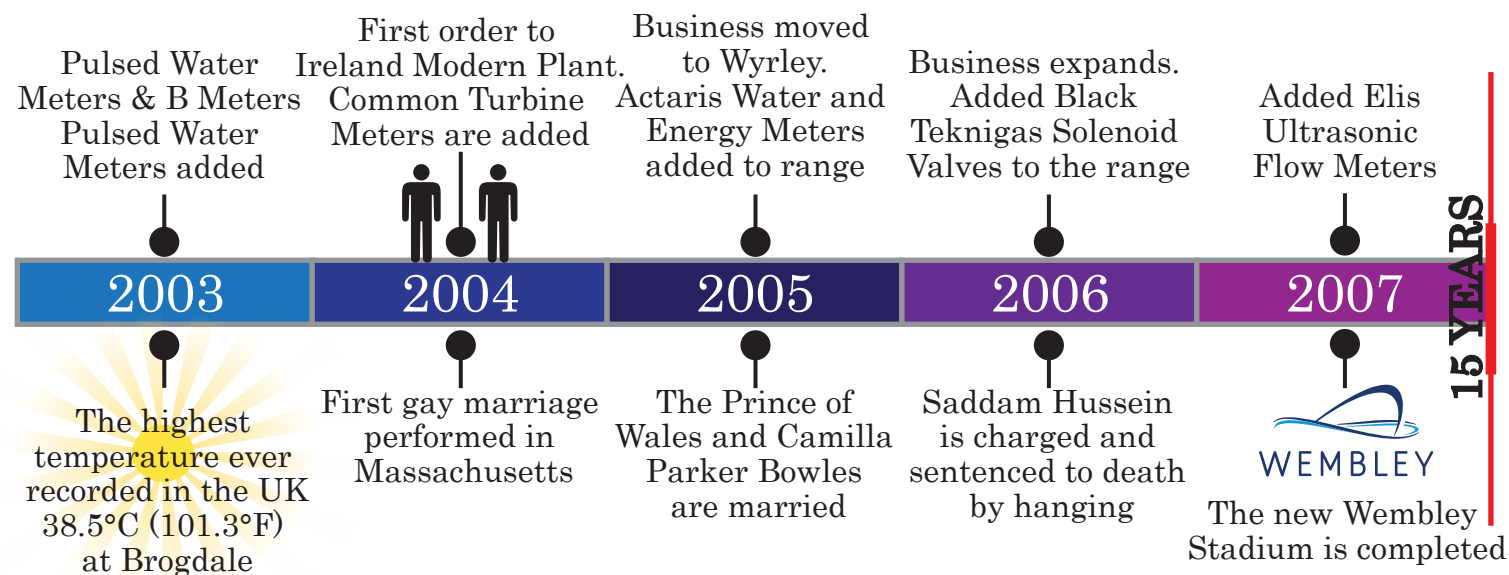 Pulsed Water
Meters & B Meters
Pulsed Water
Meters added
First order to
Ireland Modern Plant.
Common Turbine
Meters are added
Business moved
to Wyrley.
Actaris Water and
Energy Meters
added to range
Business expands.
Added Black
Teknigas Solenoid
Valves to the range
Added Elis
Ultrasonic
Flow Meters
2003
2004
2005
2006
2007
15 YEARS
The highest
temperature ever
recorded in the UK
38.5°C (101.3°F)
at Brogdale
First gay marriage
performed in
Massachusetts
The Prince of
Wales and Camilla
Parker Bowles
are married
Saddam Hussein
is charged and
sentenced to death
by hanging
WEMBLEY
The new Wembley
Stadium is completed